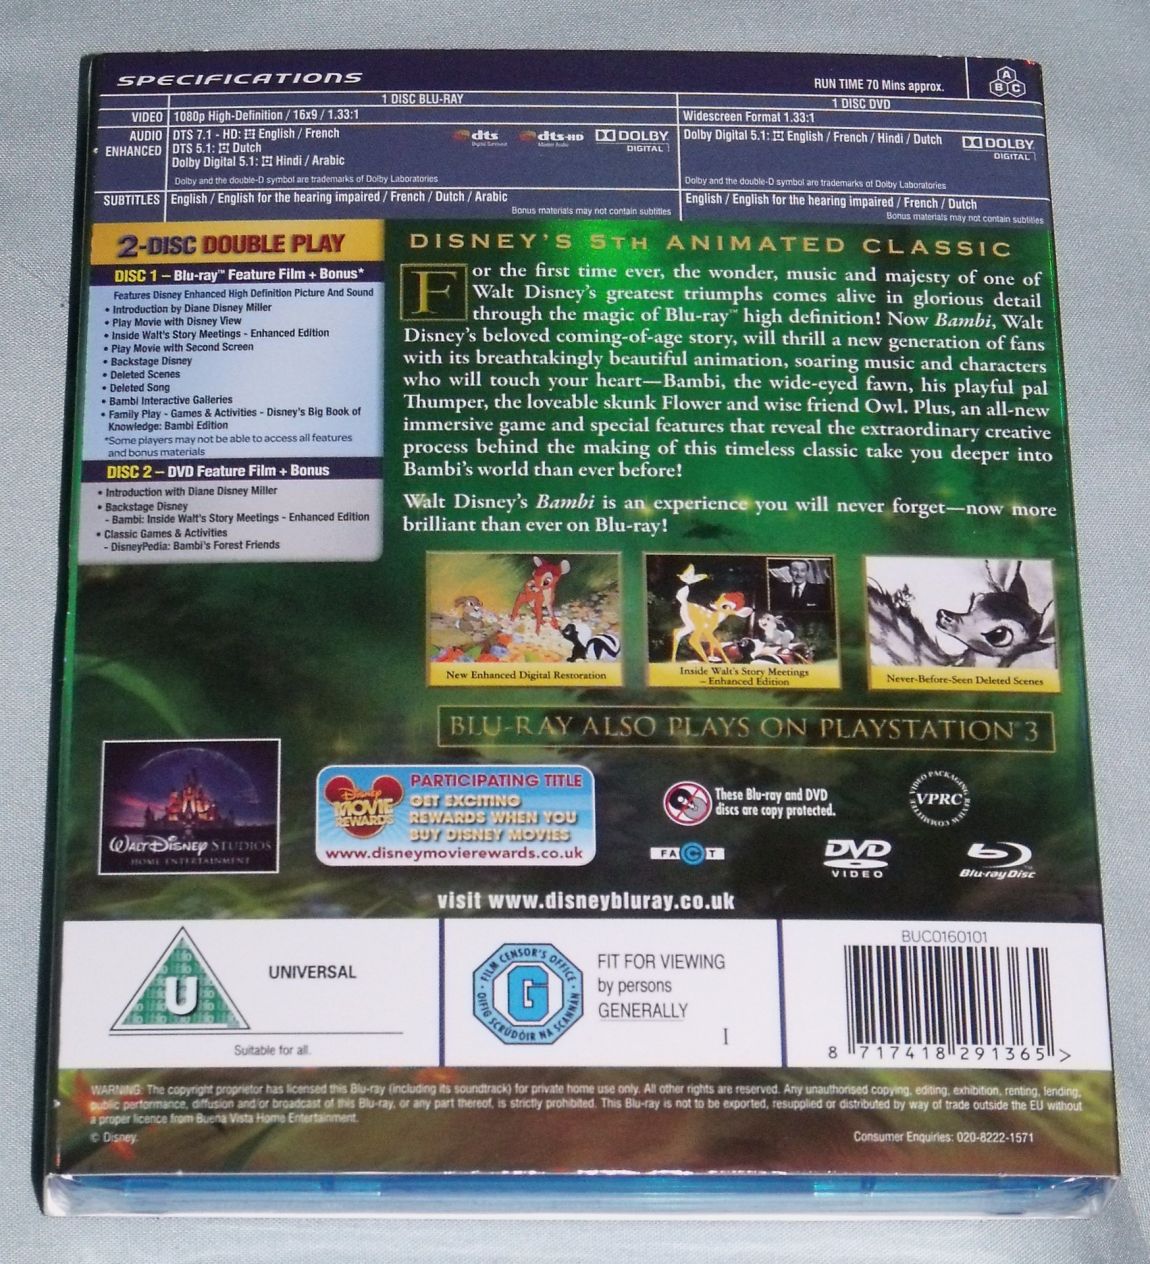 SPECIFICATIONS
RUN TIME 70 Mins approx.
A
B C
1 DISC BLU-RAY
1 DISC DVD
VIDEO
1080p High-Definition / 16x9 / 1.33:1
Widescreen Format 1.33:1
AUDIO
ENHANCED
DTS 7.1 - HD: English / French
DTS 5.1: Dutch
Dolby Digital 5.1: Hindi / Arabic
dts
Digital Surround
dts-HD
Master Audio
DOLBY
DIGITAL
Dolby Digital 5.1: English / French / Hindi / Dutch
DOLBY
DIGITAL
Dolby and the double-D symbol are trademarks of Dolby Laboratories
Dolby and the double-D symbol are trademarks of Dolby Laboratories
SUBTITLES
English / English for the hearing impaired / French / Dutch / Arabic
Bonus materials may not contain subtitles
English / English for the hearing impaired / French / Dutch
Bonus materials may not contain subtitles
2-DISC DOUBLE PLAY
DISC 1 – Blu-ray™ Feature Film + Bonus*
Features Disney Enhanced High Definition Picture And Sound
• Introduction by Diane Disney Miller
• Play Movie with Disney View
• Inside Walt's Story Meetings - Enhanced Edition
• Play Movie with Second Screen
• Backstage Disney
• Deleted Scenes
• Deleted Song
• Bambi Interactive Galleries
• Family Play - Games & Activities - Disney's Big Book of
Knowledge: Bambi Edition
*Some players may not be able to access all features
and bonus materials
DISC 2 – DVD Feature Film + Bonus
• Introduction with Diane Disney Miller
• Backstage Disney
- Bambi: Inside Walt's Story Meetings - Enhanced Edition
• Classic Games & Activities
- DisneyPedia: Bambi's Forest Friends
DISNEY'S 5TH ANIMATED CLASSIC
For the first time ever, the wonder, music and majesty of one of
Walt Disney's greatest triumphs comes alive in glorious detail
through the magic of Blu-ray™ high definition! Now Bambi, Walt
Disney's beloved coming-of-age story, will thrill a new generation of fans
with its breathtakingly beautiful animation, soaring music and characters
who will touch your heart—Bambi, the wide-eyed fawn, his playful pal
Thumper, the loveable skunk Flower and wise friend Owl. Plus, an all-new
immersive game and special features that reveal the extraordinary creative
process behind the making of this timeless classic take you deeper into
Bambi's world than ever before!
Walt Disney's Bambi is an experience you will never forget—now more
brilliant than ever on Blu-ray!
New Enhanced Digital Restoration
Inside Walt's Story Meetings
– Enhanced Edition
Never-Before-Seen Deleted Scenes
BLU-RAY ALSO PLAYS ON PLAYSTATION® 3
WALT DISNEY STUDIOS
HOME ENTERTAINMENT
Disney
MOVIE
REWARDS
PARTICIPATING TITLE
GET EXCITING
REWARDS WHEN YOU
BUY DISNEY MOVIES
www.disneymovierewards.co.uk
These Blu-ray and DVD
discs are copy protected.
VIDEO PACKAGING REVIEW COMMITTEE
VPRC
FACT
DVD
VIDEO
Blu-ray Disc
visit www.disneybluray.co.uk
U
UNIVERSAL
Suitable for all.
FILM CENSOR'S OFFICE
G
OIFIG SCRÚDÓIR NA SCANNÁN
FIT FOR VIEWING
by persons
GENERALLY
I
BUC0160101
8 717418 291365 >
WARNING: The copyright proprietor has licensed this Blu-ray (including its soundtrack) for private home use only. All other rights are reserved. Any unauthorised copying, editing, exhibition, renting, lending,
public performance, diffusion and/or broadcast of this Blu-ray, or any part thereof, is strictly prohibited. This Blu-ray is not to be exported, resupplied or distributed by way of trade outside the EU without
a proper licence from Buena Vista Home Entertainment.
© Disney.
Consumer Enquiries: 020-8222-1571